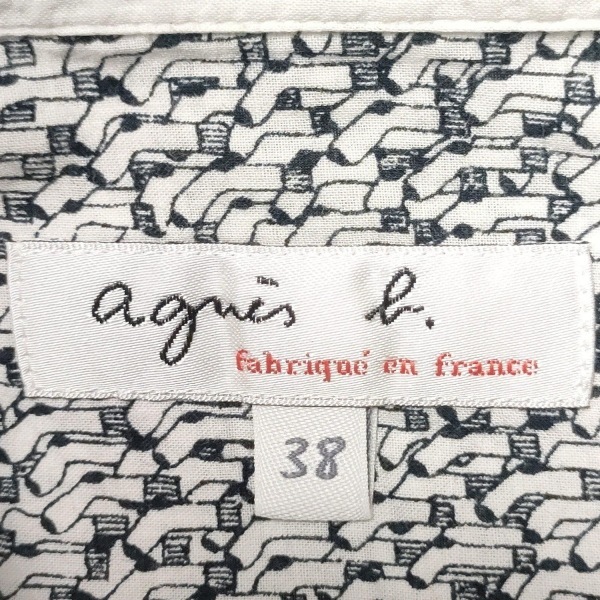 agnès b.
fabriqué en france
38